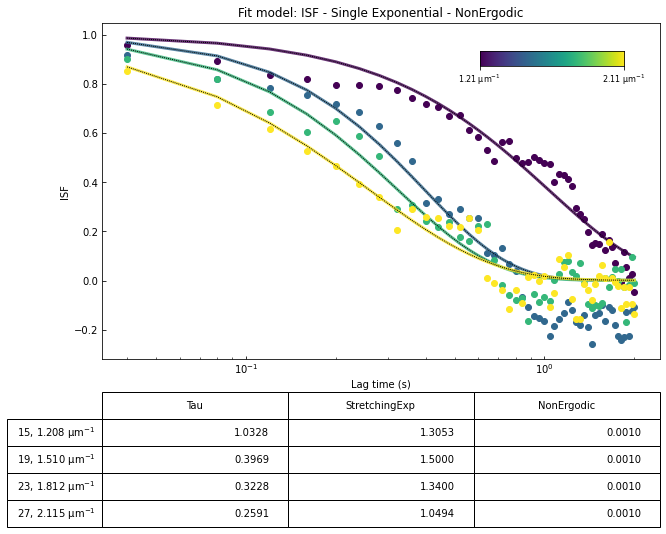 Fit model: ISF - Single Exponential - NonErgodic
1.0
0.8
0.6
0.4
0.2
0.0
−0.2
ISF
1.21 μm⁻¹ 2.11 μm⁻¹
10⁻¹ 10⁰
Lag time (s)
Tau StretchingExp NonErgodic
15, 1.208 μm⁻¹ 1.0328 1.3053 0.0010
19, 1.510 μm⁻¹ 0.3969 1.5000 0.0010
23, 1.812 μm⁻¹ 0.3228 1.3400 0.0010
27, 2.115 μm⁻¹ 0.2591 1.0494 0.0010